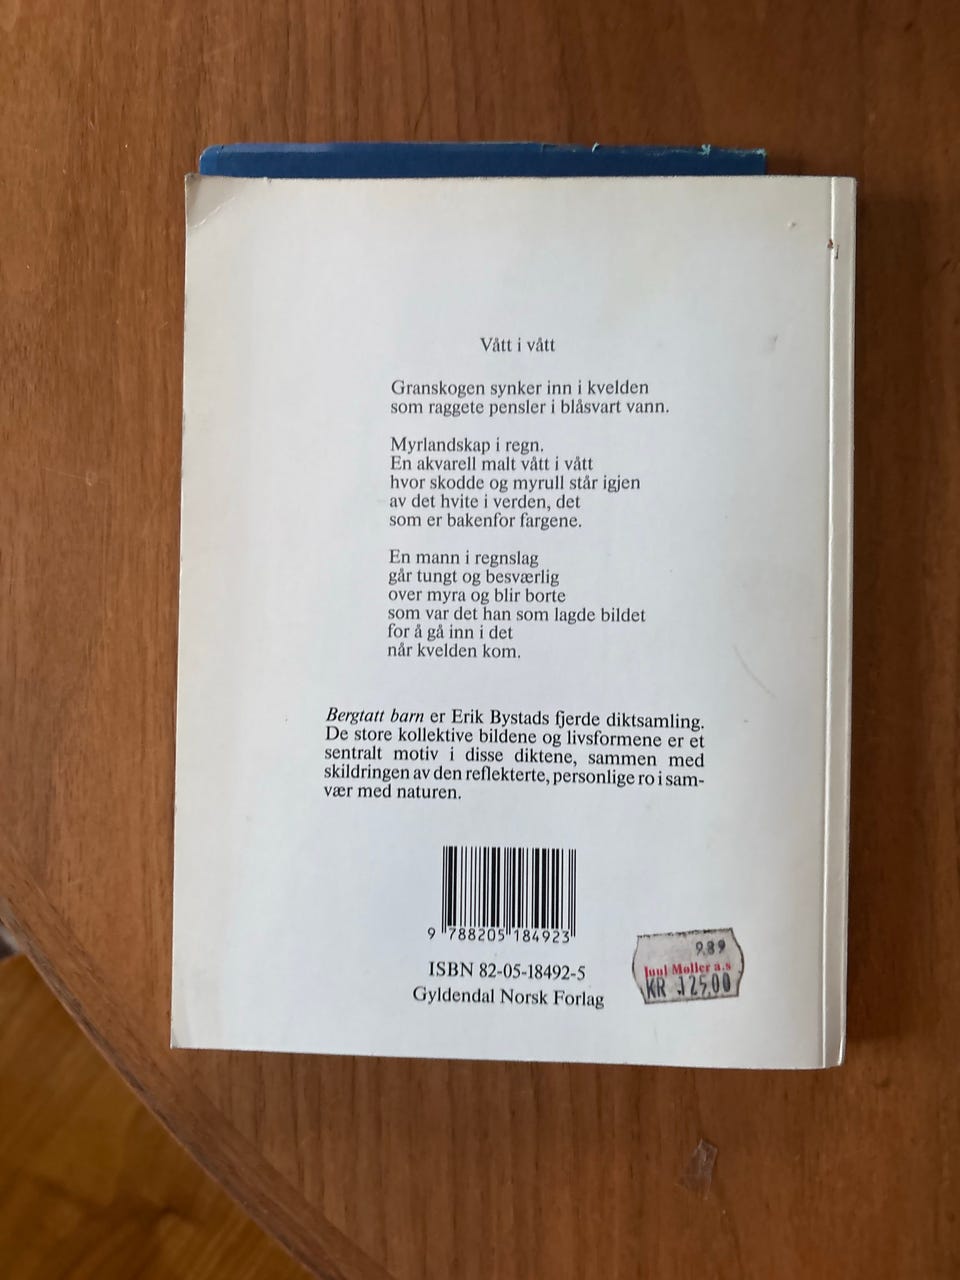 Vått i vått
Granskogen synker inn i kvelden
som raggete pensler i blåsvart vann.
Myrlandskap i regn.
En akvarell malt vått i vått
hvor skodde og myrull står igjen
av det hvite i verden, det
som er bakenfor fargene.
En mann i regnslag
går tungt og besværlig
over myra og blir borte
som var det han som lagde bildet
for å gå inn i det
når kvelden kom.
Bergtatt barn er Erik Bystads fjerde diktsamling.
De store kollektive bildene og livsformene er et
sentralt motiv i disse diktene, sammen med
skildringen av den reflekterte, personlige ro i sam-
vær med naturen.
9 788205 184923
ISBN 82-05-18492-5
Gyldendal Norsk Forlag
9.89
Juul Møller a.s
KR .125,00